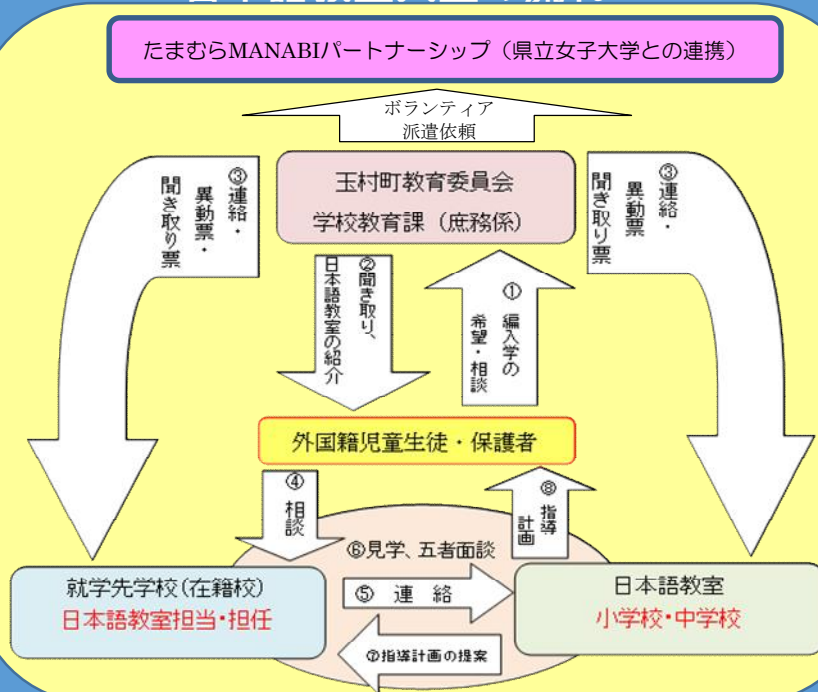 たまむらMANABIパートナーシップ（県立女子大学との連携）
ボランティア
派遣依頼
玉村町教育委員会
学校教育課（庶務係）
③連絡・
異動票・
聞き取り票
③連絡・
異動票
聞き取り票
②聞き取り、
日本語教室の紹介
① 編入学の
希望・相談
外国籍児童生徒・保護者
④相談
⑧指導
計画
⑥見学、五者面談
就学先学校(在籍校)
日本語教室担当・担任
⑤ 連 絡
日本語教室
小学校・中学校
⑦指導計画の提案